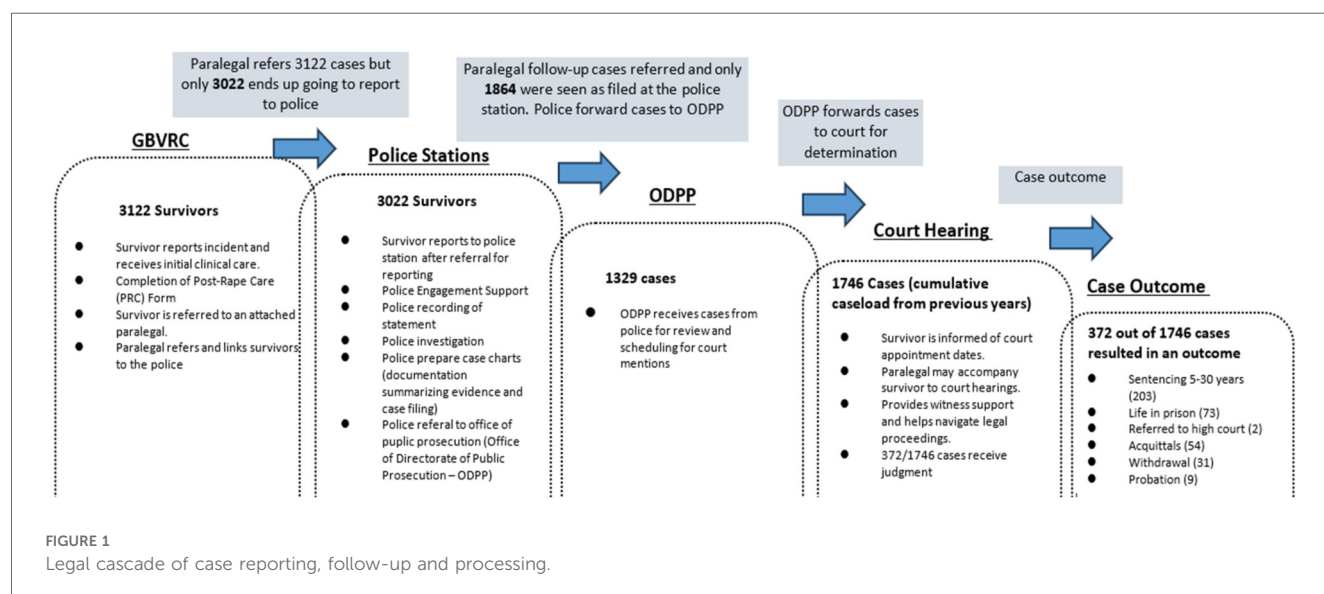 Paralegal refers 3122 cases but
only 3022 ends up going to report
to police
Paralegal follow-up cases referred and only
1864 were seen as filed at the police
station. Police forward cases to ODPP
ODPP forwards cases
to court for
determination
Case outcome
GBVRC
3122 Survivors
● Survivor reports incident and
receives initial clinical care.
● Completion of Post-Rape Care
(PRC) Form
● Survivor is referred to an attached
paralegal.
● Paralegal refers and links survivors
to the police
Police Stations
3022 Survivors
● Survivor reports to police
station after referral for
reporting
● Police Engagement Support
● Police recording of
statement
● Police investigation
● Police prepare case charts
(documentation
summarizing evidence and
case filing)
● Police referal to office of
public prosecution (Office
of Directorate of Public
Prosecution – ODPP)
ODPP
1329 cases
● ODPP receives cases from
police for review and
scheduling for court
mentions
Court Hearing
1746 Cases (cumulative
caseload from previous years)
● Survivor is informed of court
appointment dates.
● Paralegal may accompany
survivor to court hearings.
● Provides witness support
and helps navigate legal
proceedings.
● 372/1746 cases receive
judgment
Case Outcome
372 out of 1746 cases
resulted in an outcome
● Sentencing 5-30 years
(203)
● Life in prison (73)
● Referred to high court (2)
● Acquittals (54)
● Withdrawal (31)
● Probation (9)
FIGURE 1
Legal cascade of case reporting, follow-up and processing.